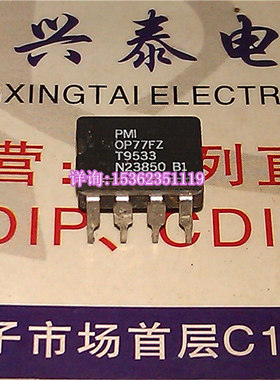 兴泰电
XINGTAI ELECTR
PMI
OP77FZ
T9533
N23850 B1
营：
列直
详询:15362351119
DIP、CDI
子市场首层C1